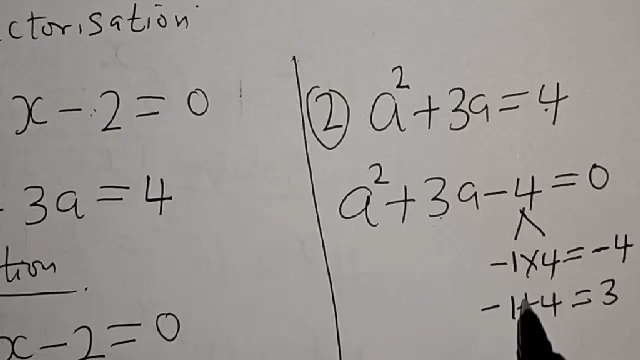 ctorisation
x - 2 = 0
3a = 4
tion
x - 2 = 0
(2) a² + 3a = 4
a² + 3a - 4 = 0
-1 × 4 = -4
-1 + 4 = 3